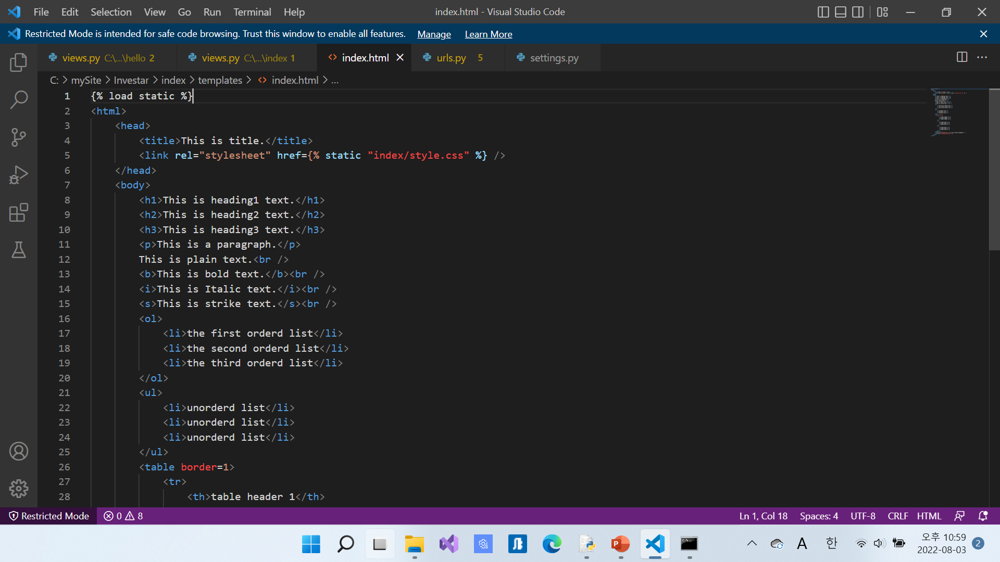 File Edit Selection View Go Run Terminal Help index.html - Visual Studio Code
Restricted Mode is intended for safe code browsing. Trust this window to enable all features. Manage Learn More
views.py C:\...\hello 2 views.py C:\...\index 1 index.html urls.py 5 settings.py
C: > mySite > Investar > index > templates > index.html > ...
1 {% load static %}
2 <html>
3 <head>
4 <title>This is title.</title>
5 <link rel="stylesheet" href={% static "index/style.css" %} />
6 </head>
7 <body>
8 <h1>This is heading1 text.</h1>
9 <h2>This is heading2 text.</h2>
10 <h3>This is heading3 text.</h3>
11 <p>This is a paragraph.</p>
12 This is plain text.<br />
13 <b>This is bold text.</b><br />
14 <i>This is Italic text.</i><br />
15 <s>This is strike text.</s><br />
16 <ol>
17 <li>the first orderd list</li>
18 <li>the second orderd list</li>
19 <li>the third orderd list</li>
20 </ol>
21 <ul>
22 <li>unorderd list</li>
23 <li>unorderd list</li>
24 <li>unorderd list</li>
25 </ul>
26 <table border=1>
27 <tr>
28 <th>table header 1</th>
Restricted Mode 0 8 Ln 1, Col 18 Spaces: 4 UTF-8 CRLF HTML
A 한 오후 10:59
2022-08-03 2